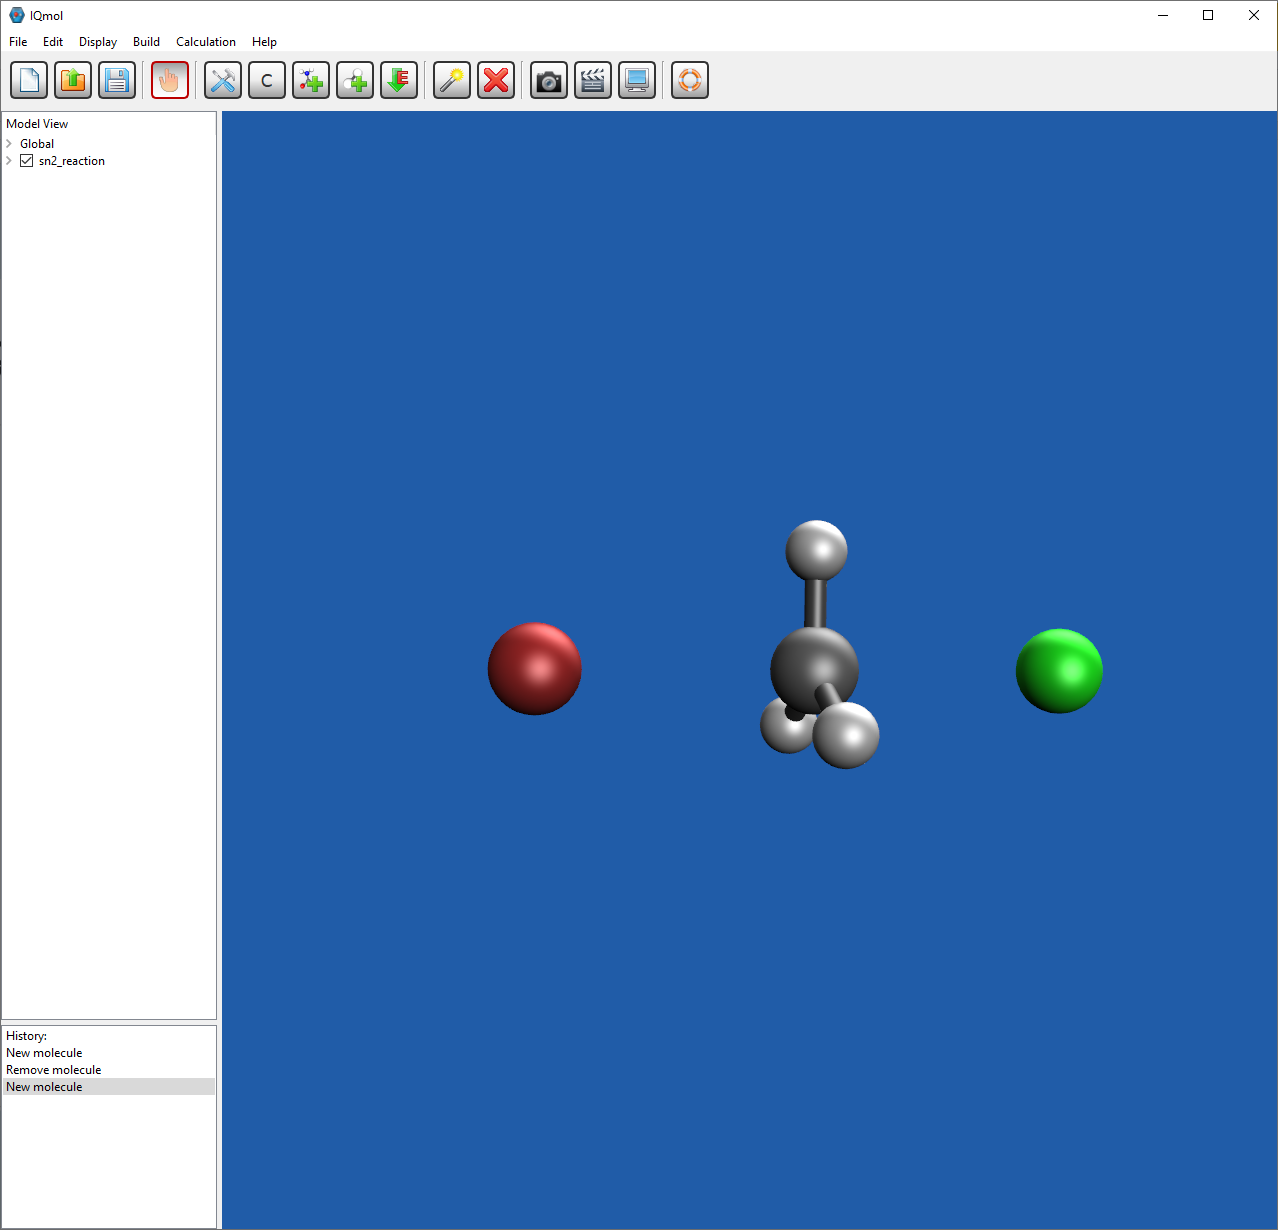 IQmol
File Edit Display Build Calculation Help
C E
Model View
Global
sn2_reaction
History:
New molecule
Remove molecule
New molecule